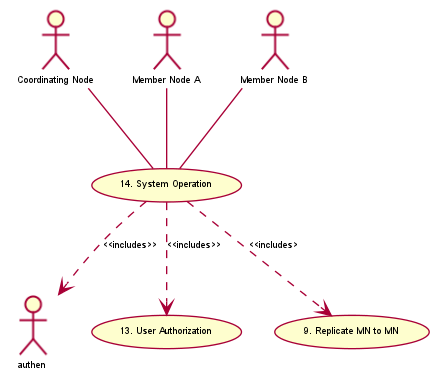 Coordinating Node
Member Node A
Member Node B
14. System Operation
<<includes>>
<<includes>>
<<includes>
authen
13. User Authorization
9. Replicate MN to MN